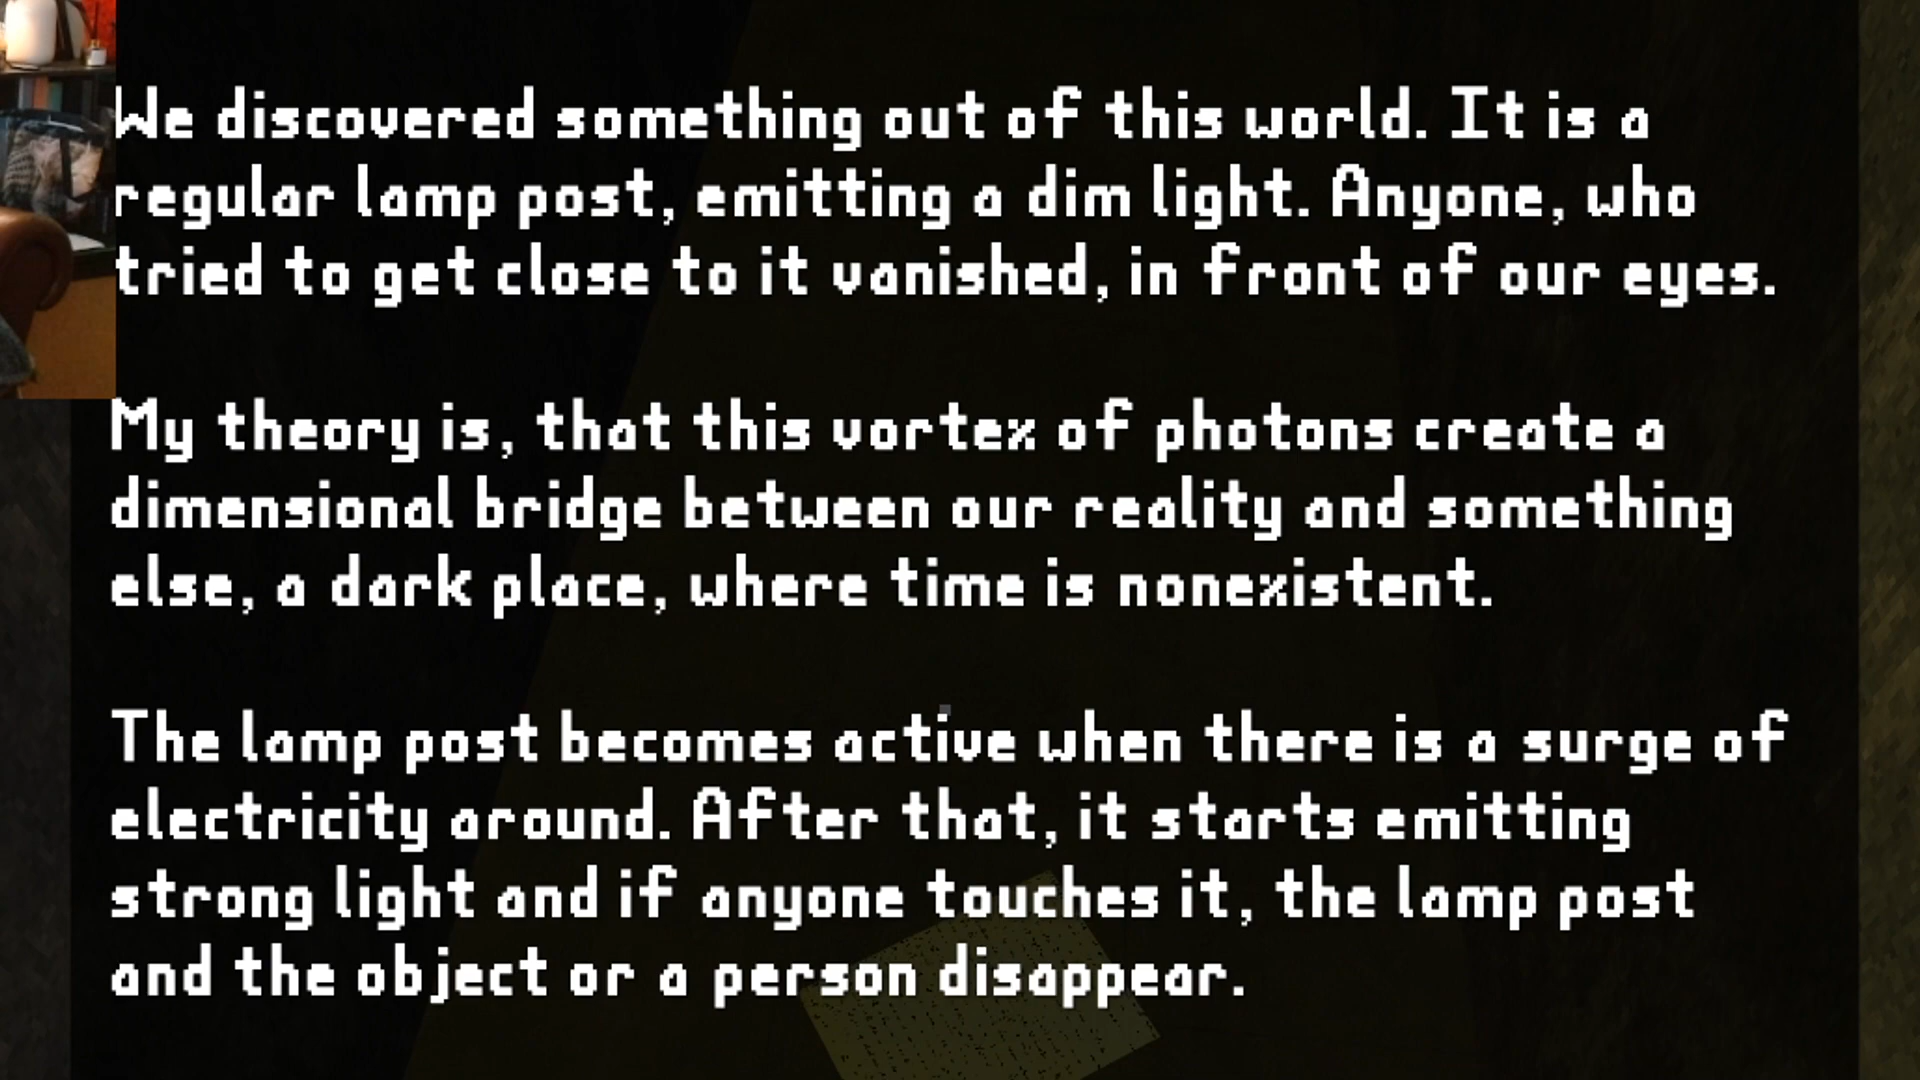 We discovered something out of this world. It is a
regular lamp post, emitting a dim light. Anyone, who
tried to get close to it vanished, in front of our eyes.
My theory is, that this vortex of photons create a
dimensional bridge between our reality and something
else, a dark place, where time is nonexistent.
The lamp post becomes active when there is a surge of
electricity around. After that, it starts emitting
strong light and if anyone touches it, the lamp post
and the object or a person disappear.